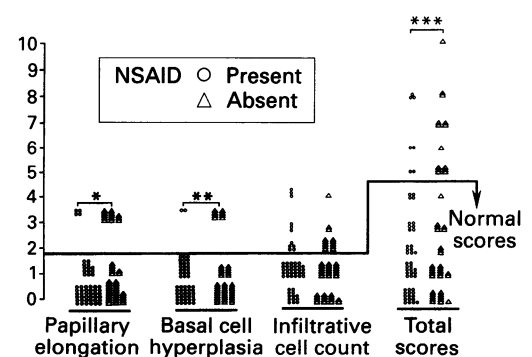 ***
10
9
8
7
6
5
4
3
2
1
0
NSAID ○ Present
△ Absent
*
**
Normal
scores
Papillary
elongation
Basal cell
hyperplasia
Infiltrative
cell count
Total
scores